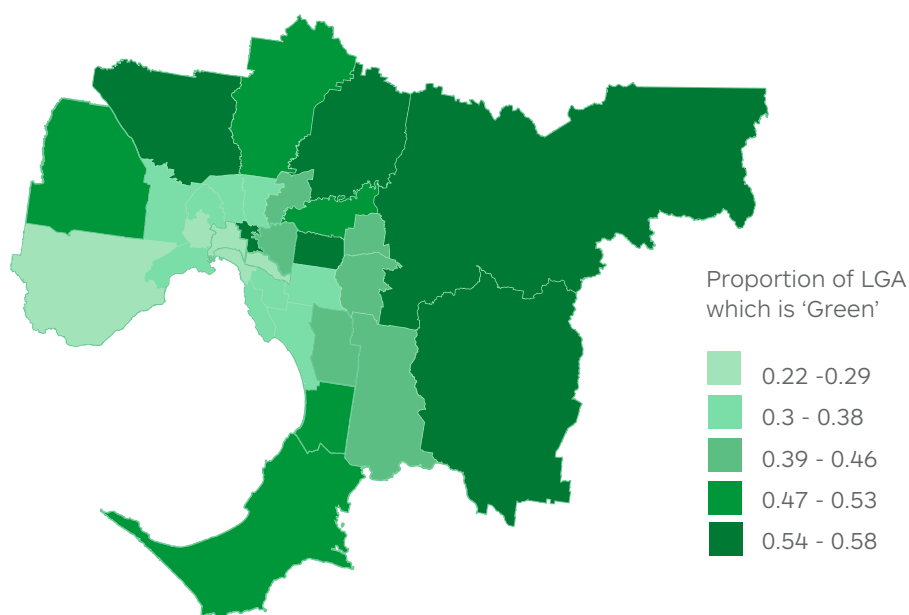 Proportion of LGA
which is ‘Green’
0.22 -0.29
0.3 - 0.38
0.39 - 0.46
0.47 - 0.53
0.54 - 0.58